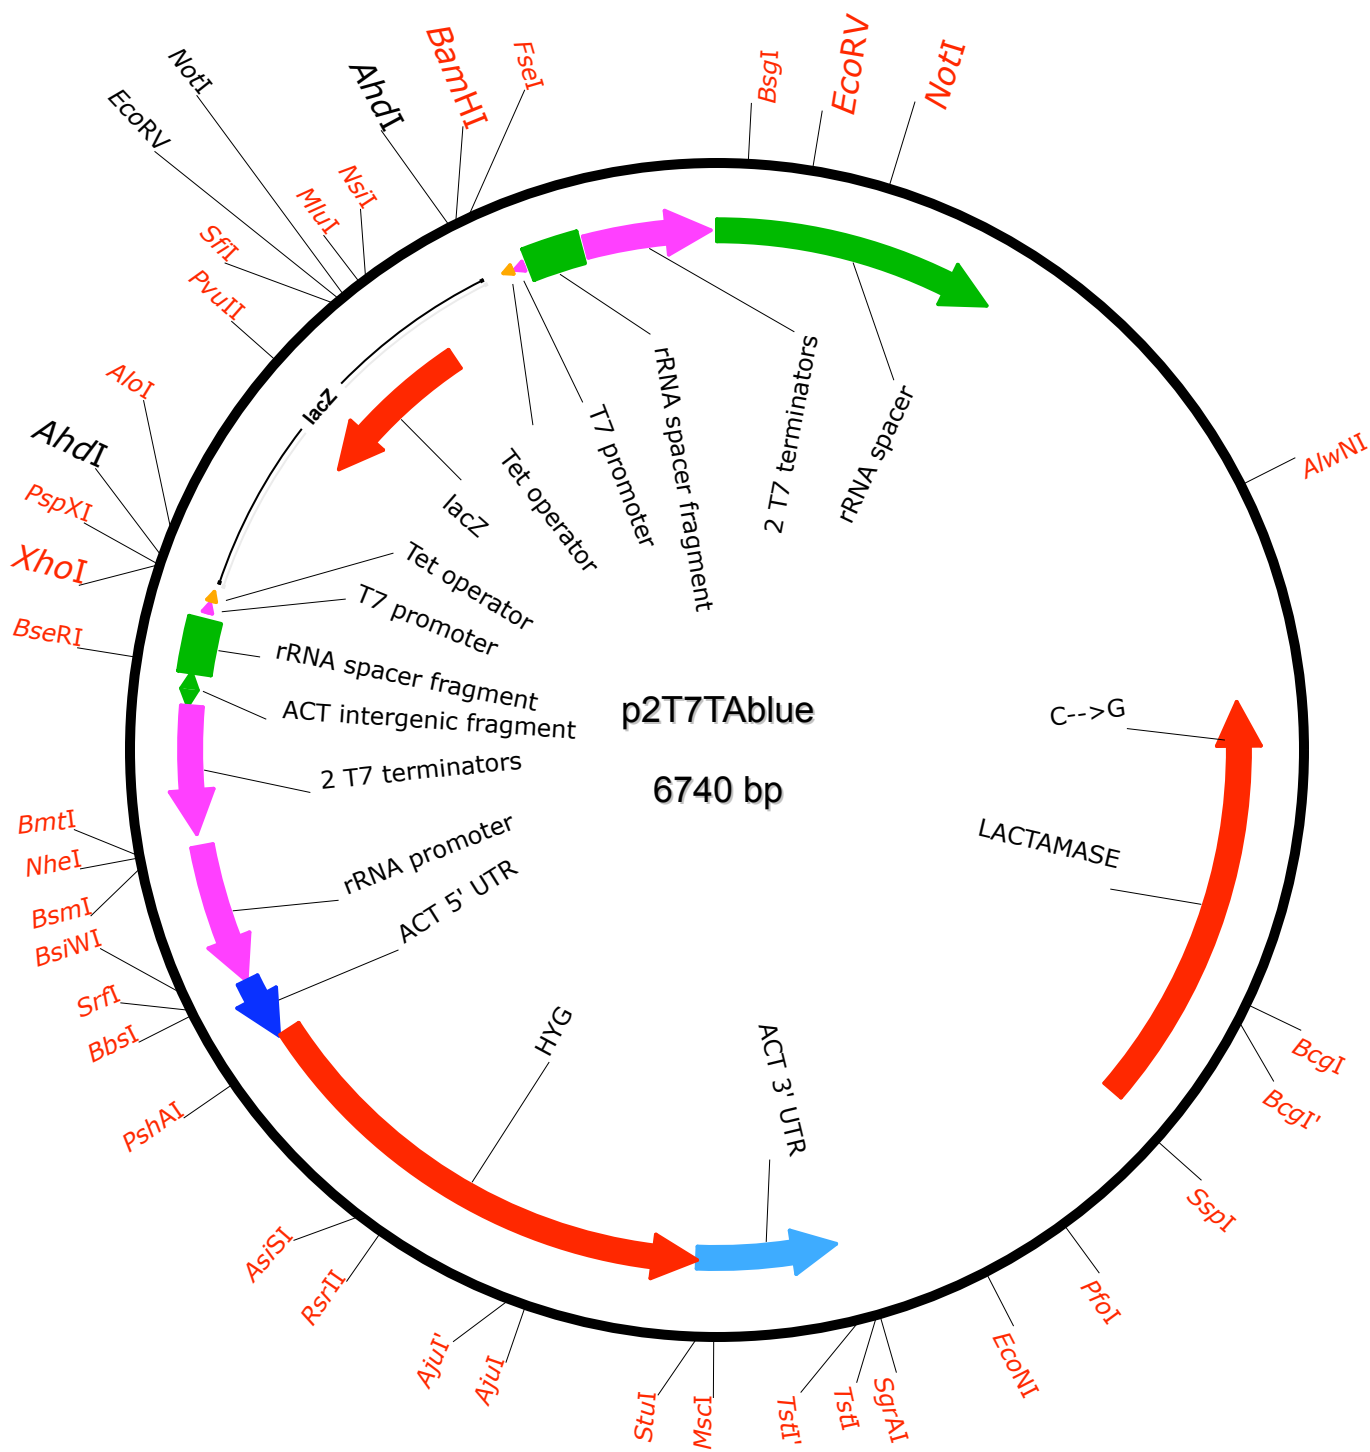 BsgI
EcoRV
NotI
AlwNI
BcgI
BcgI'
SspI
PfoI
EcoNI
SgrAI
TstI
TstI'
MscI
StuI
AjuI
AjuI'
RsrII
AsiSI
PshAI
BbsI
SrfI
BsiWI
BsmI
NheI
BmtI
BseRI
XhoI
PspXI
AhdI
AloI
PvuII
SfiI
EcoRV
NotI
MluI
NsiI
AhdI
BamHI
FseI
lacZ
lacZ
Tet operator
T7 promoter
rRNA spacer fragment
2 T7 terminators
rRNA spacer
Tet operator
T7 promoter
rRNA spacer fragment
ACT intergenic fragment
2 T7 terminators
rRNA promoter
ACT 5' UTR
HYG
ACT 3' UTR
LACTAMASE
C-->G
p2T7TAblue
6740 bp